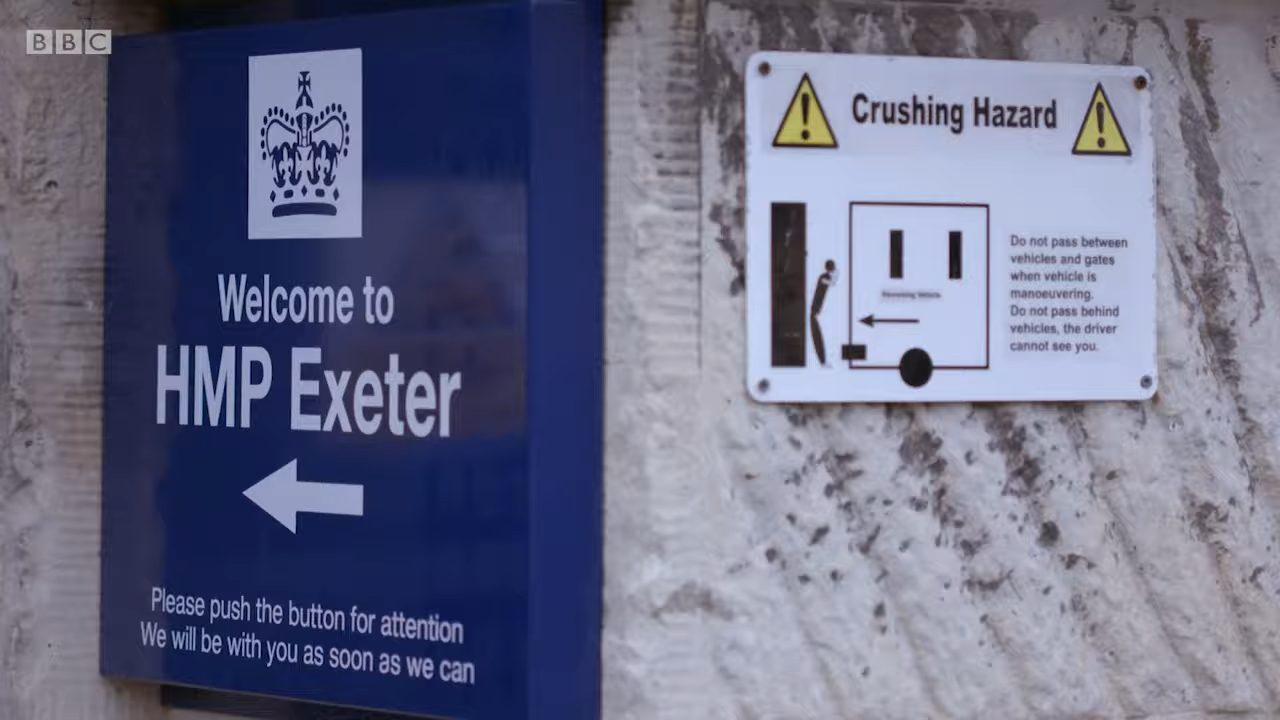 BBC
Welcome to
HMP Exeter
Please push the button for attention
We will be with you as soon as we can
Crushing Hazard
Do not pass between
vehicles and gates
when vehicle is
manoeuvering.
Do not pass behind
vehicles, the driver
cannot see you.